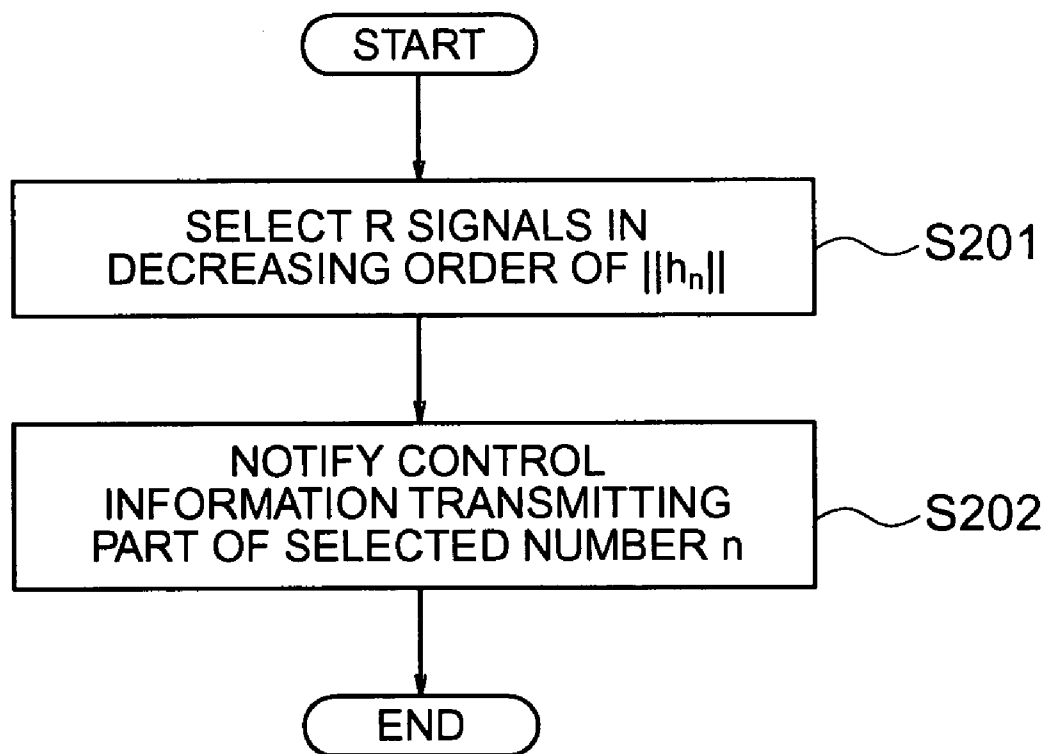 START
SELECT R SIGNALS IN
DECREASING ORDER OF ||hₙ||
S201
NOTIFY CONTROL
INFORMATION TRANSMITTING
PART OF SELECTED NUMBER n
S202
END